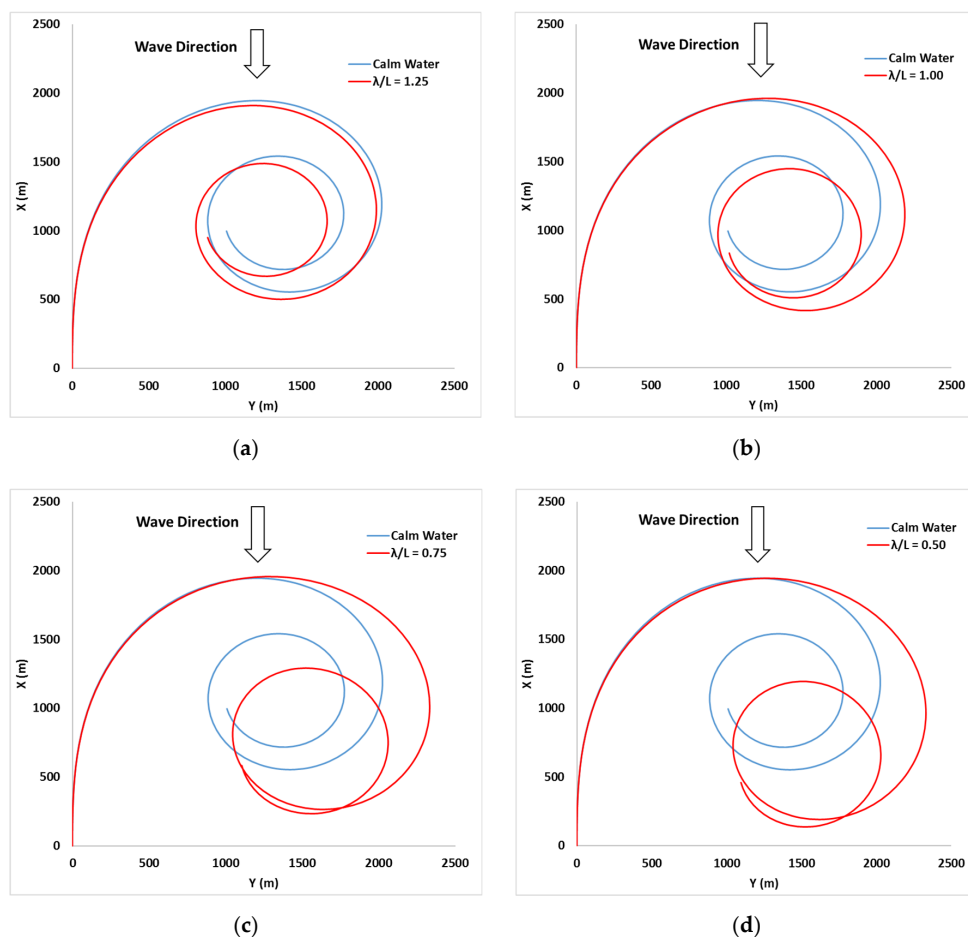 2500
Wave Direction
Calm Water
λ/L = 1.25
2000
1500
X (m)
1000
500
0
0 500 1000 1500 2000 2500
Y (m)
(a)
2500
Wave Direction
Calm Water
λ/L = 1.00
2000
1500
X (m)
1000
500
0
0 500 1000 1500 2000 2500
Y (m)
(b)
2500
Wave Direction
Calm Water
λ/L = 0.75
2000
1500
X (m)
1000
500
0
0 500 1000 1500 2000 2500
Y (m)
(c)
2500
Wave Direction
Calm Water
λ/L = 0.50
2000
1500
X (m)
1000
500
0
0 500 1000 1500 2000 2500
Y (m)
(d)